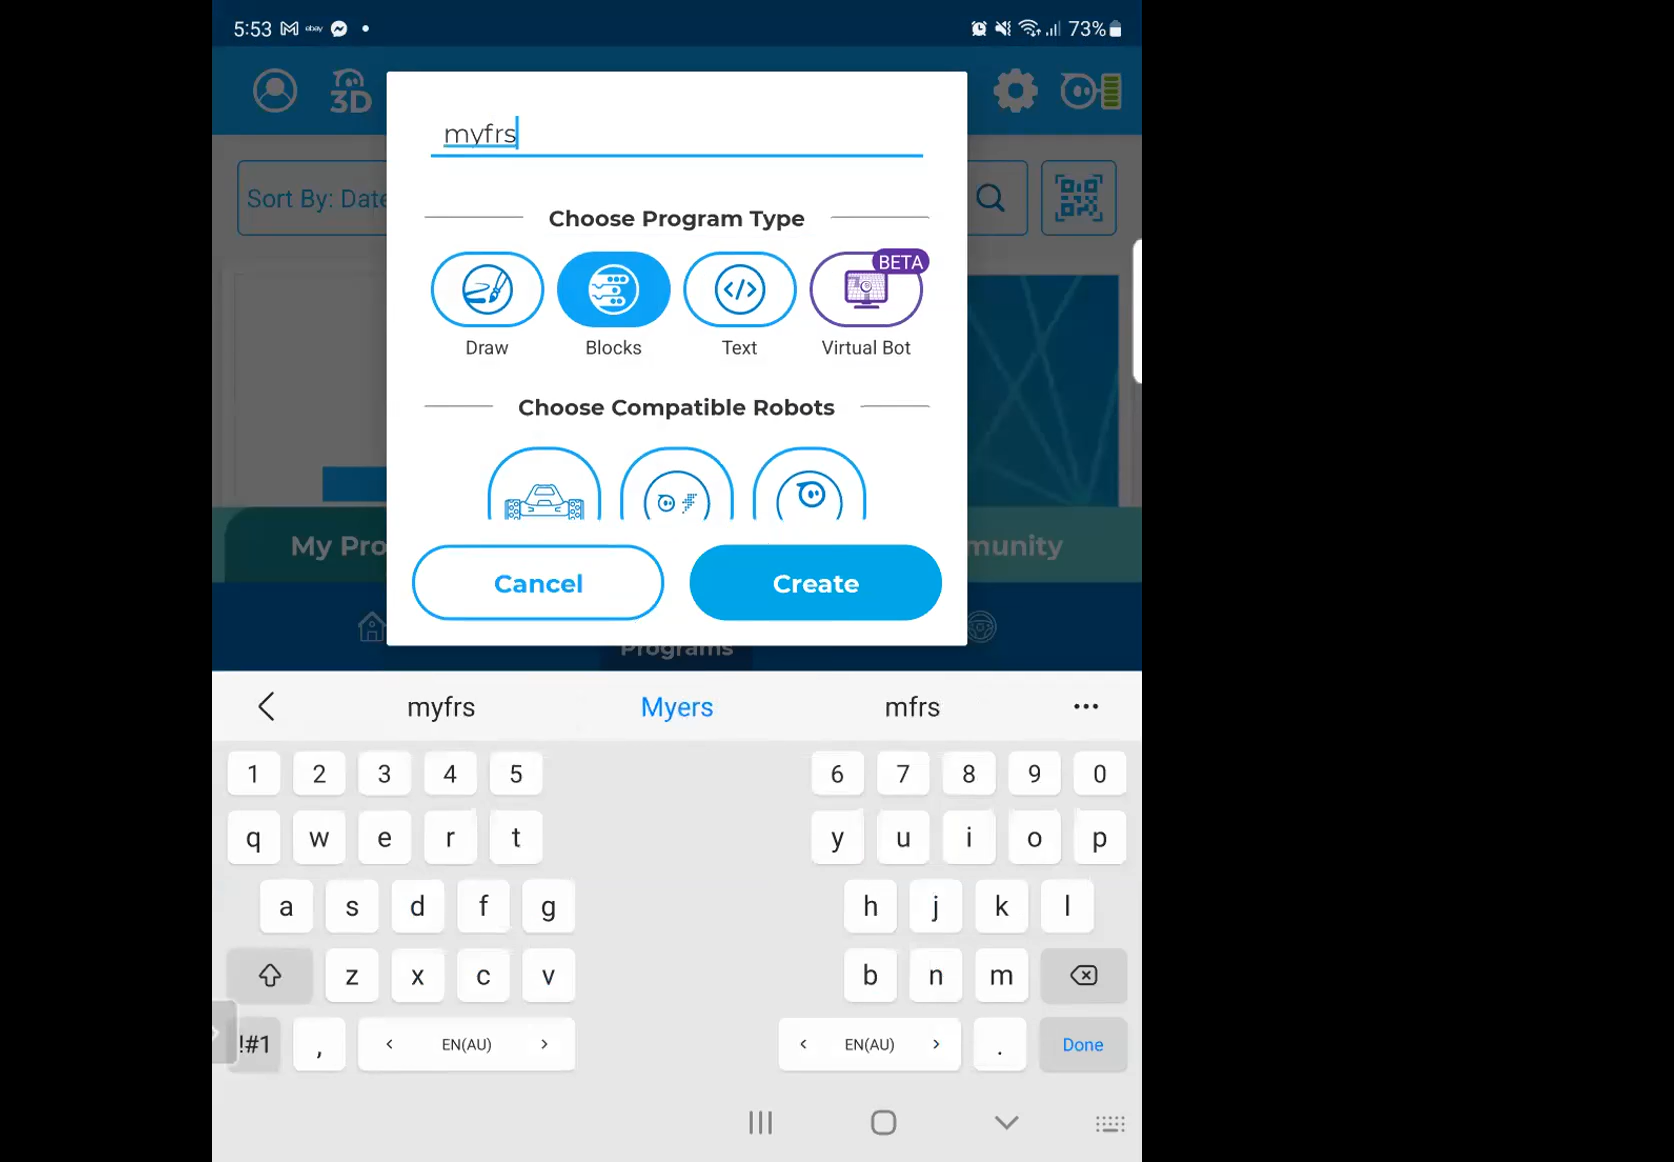 5:53 ebay 73%
3D
myfrs
Sort By: Date
Choose Program Type
BETA
Draw Blocks Text Virtual Bot
Choose Compatible Robots
My Pro munity
Cancel Create
Programs
myfrs Myers mfrs
1 2 3 4 5 6 7 8 9 0
q w e r t y u i o p
a s d f g h j k l
z x c v b n m
!#1 , < EN(AU) > < EN(AU) > . Done